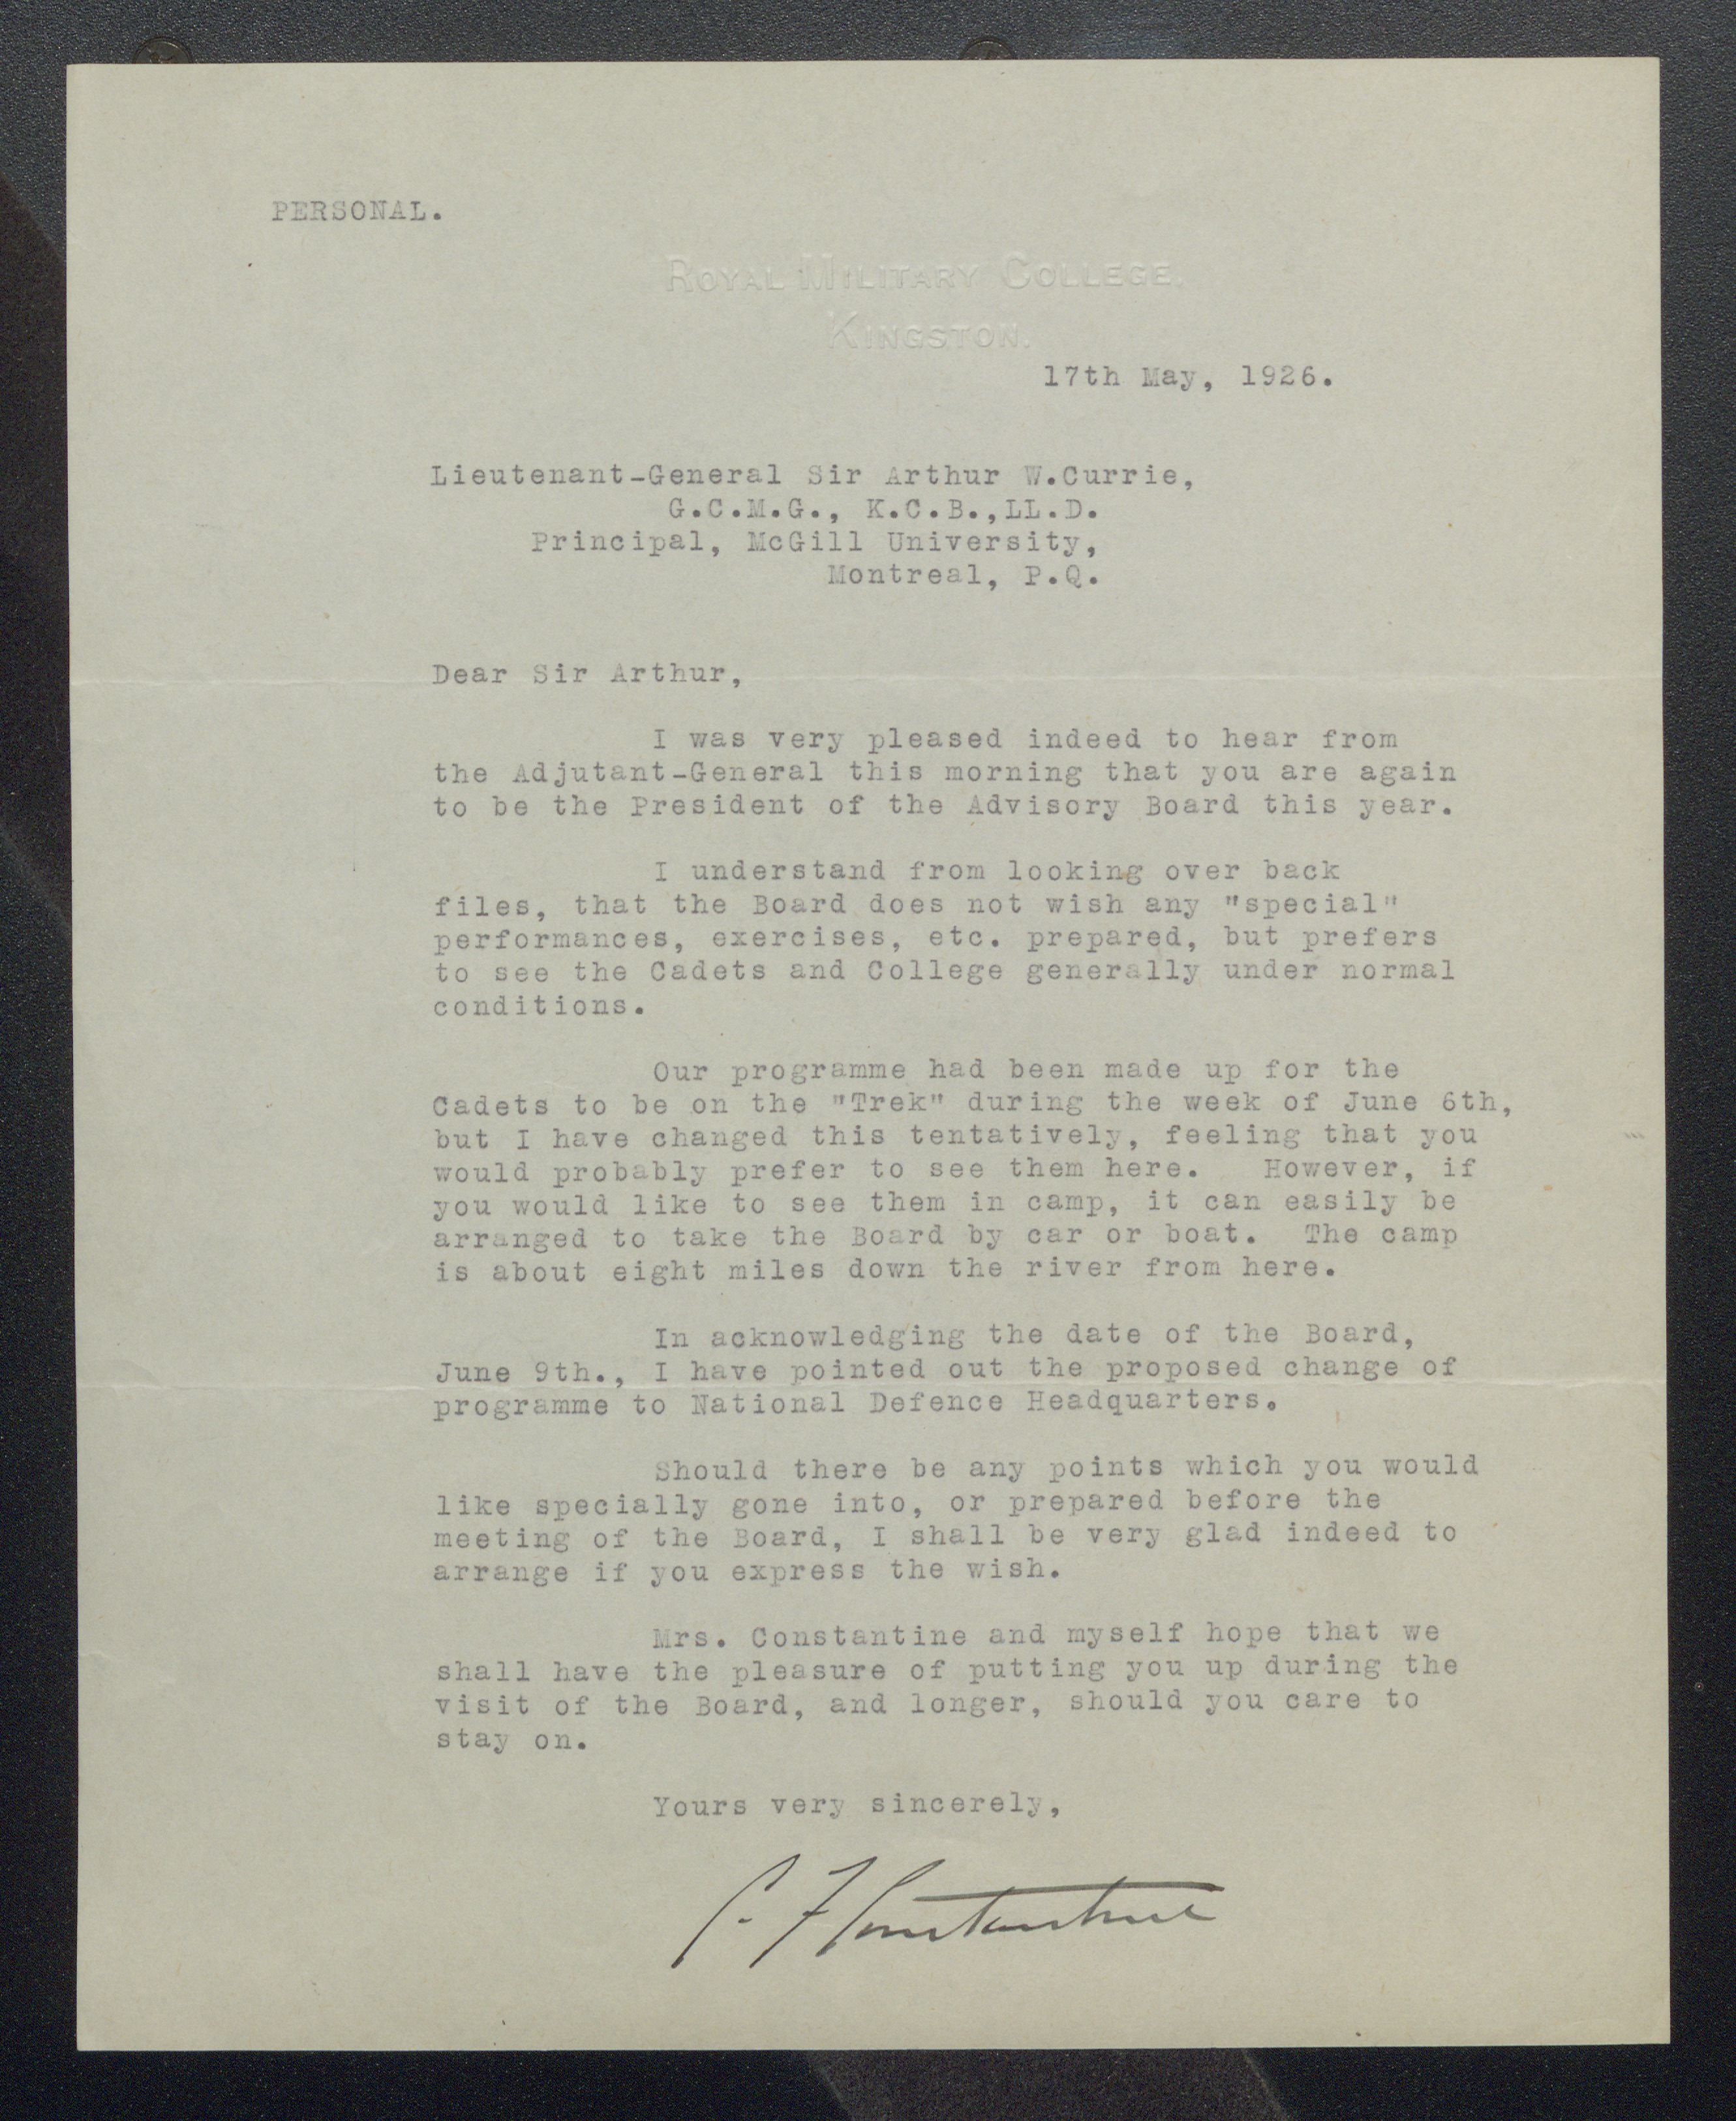 PERSONAL.
ROYAL MILITARY COLLEGE,
KINGSTON.
17th May, 1926.
Lieutenant-General Sir Arthur W.Currie,
G.C.M.G., K.C.B.,LL.D.
Principal, McGill University,
Montreal, P.Q.
Dear Sir Arthur,
I was very pleased indeed to hear from
the Adjutant-General this morning that you are again
to be the President of the Advisory Board this year.
I understand from looking over back
files, that the Board does not wish any "special"
performances, exercises, etc. prepared, but prefers
to see the Cadets and College generally under normal
conditions.
Our programme had been made up for the
Cadets to be on the "Trek" during the week of June 6th,
but I have changed this tentatively, feeling that you
would probably prefer to see them here. However, if
you would like to see them in camp, it can easily be
arranged to take the Board by car or boat. The camp
is about eight miles down the river from here.
In acknowledging the date of the Board,
June 9th., I have pointed out the proposed change of
programme to National Defence Headquarters.
Should there be any points which you would
like specially gone into, or prepared before the
meeting of the Board, I shall be very glad indeed to
arrange if you express the wish.
Mrs. Constantine and myself hope that we
shall have the pleasure of putting you up during the
visit of the Board, and longer, should you care to
stay on.
Yours very sincerely,
C. F Constantine